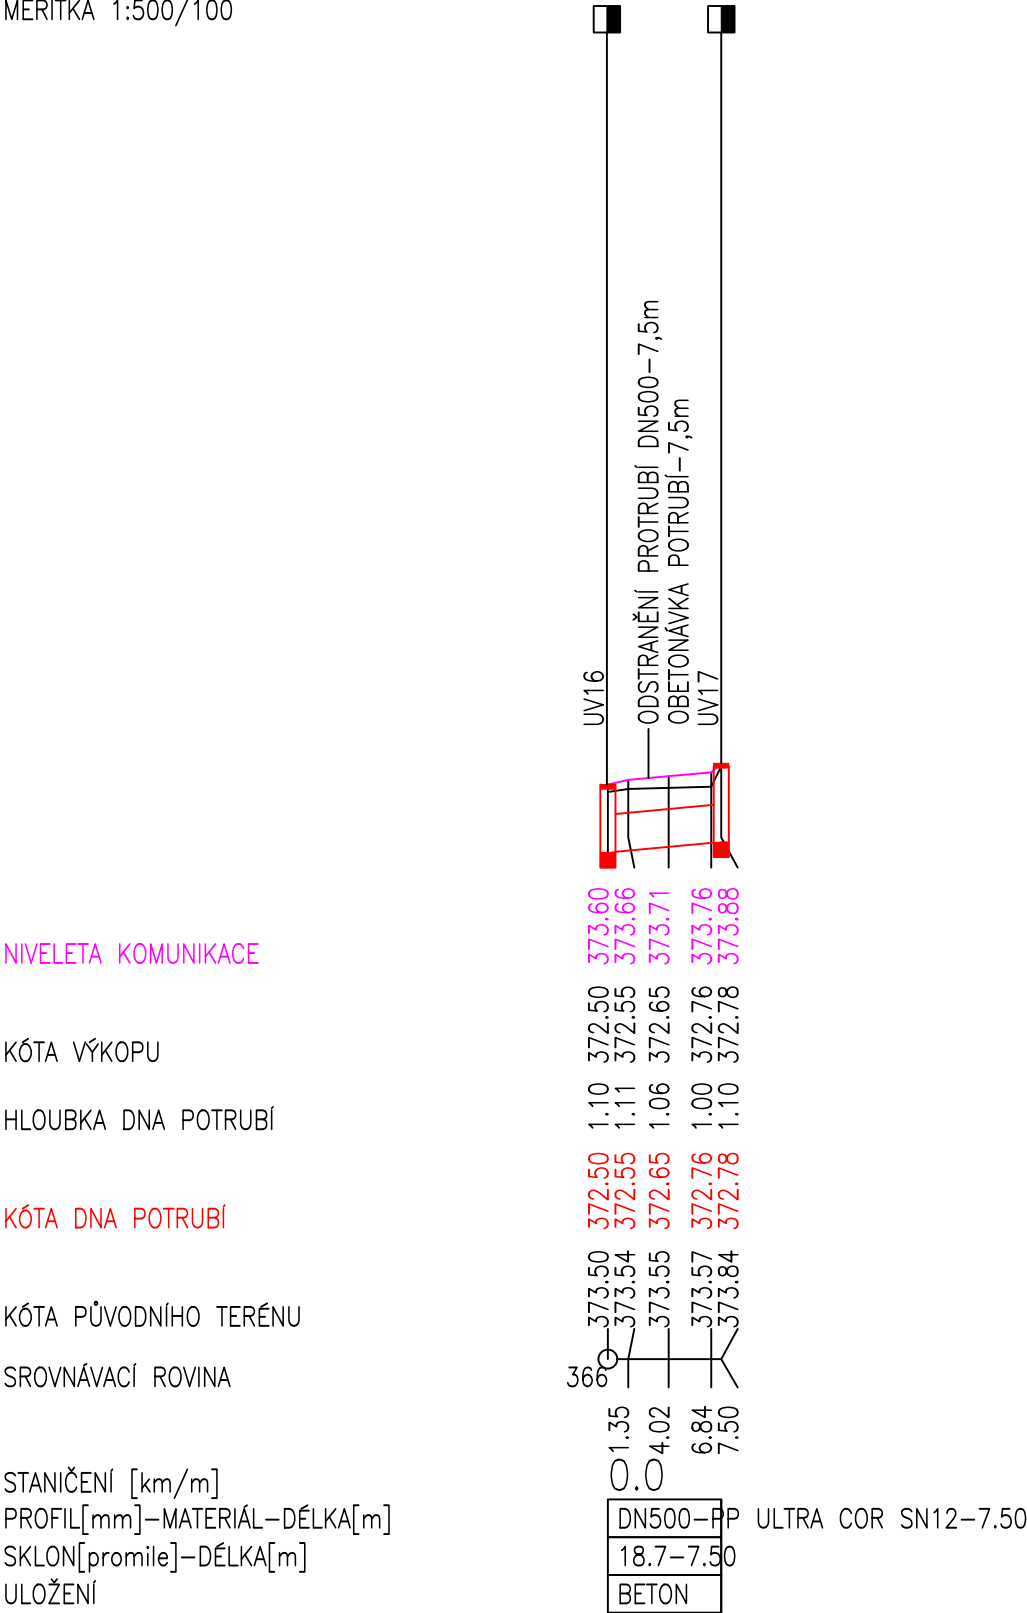 MĚŘÍTKA 1:500/100
UV16
ODSTRANĚNÍ PROTRUBÍ DN500-7,5m
OBETONÁVKA POTRUBÍ-7,5m
UV17
NIVELETA KOMUNIKACE 373.60 373.66 373.71 373.76 373.88
KÓTA VÝKOPU 372.50 372.55 372.65 372.76 372.78
HLOUBKA DNA POTRUBÍ 1.10 1.11 1.06 1.00 1.10
KÓTA DNA POTRUBÍ 372.50 372.55 372.65 372.76 372.78
KÓTA PŮVODNÍHO TERÉNU 373.50 373.54 373.55 373.57 373.84
SROVNÁVACÍ ROVINA 366
1.35 4.02 6.84 7.50
STANIČENÍ [km/m] 0.0
PROFIL[mm]-MATERIÁL-DÉLKA[m] DN500-PP ULTRA COR SN12-7.50
SKLON[promile]-DÉLKA[m] 18.7-7.50
ULOŽENÍ BETON